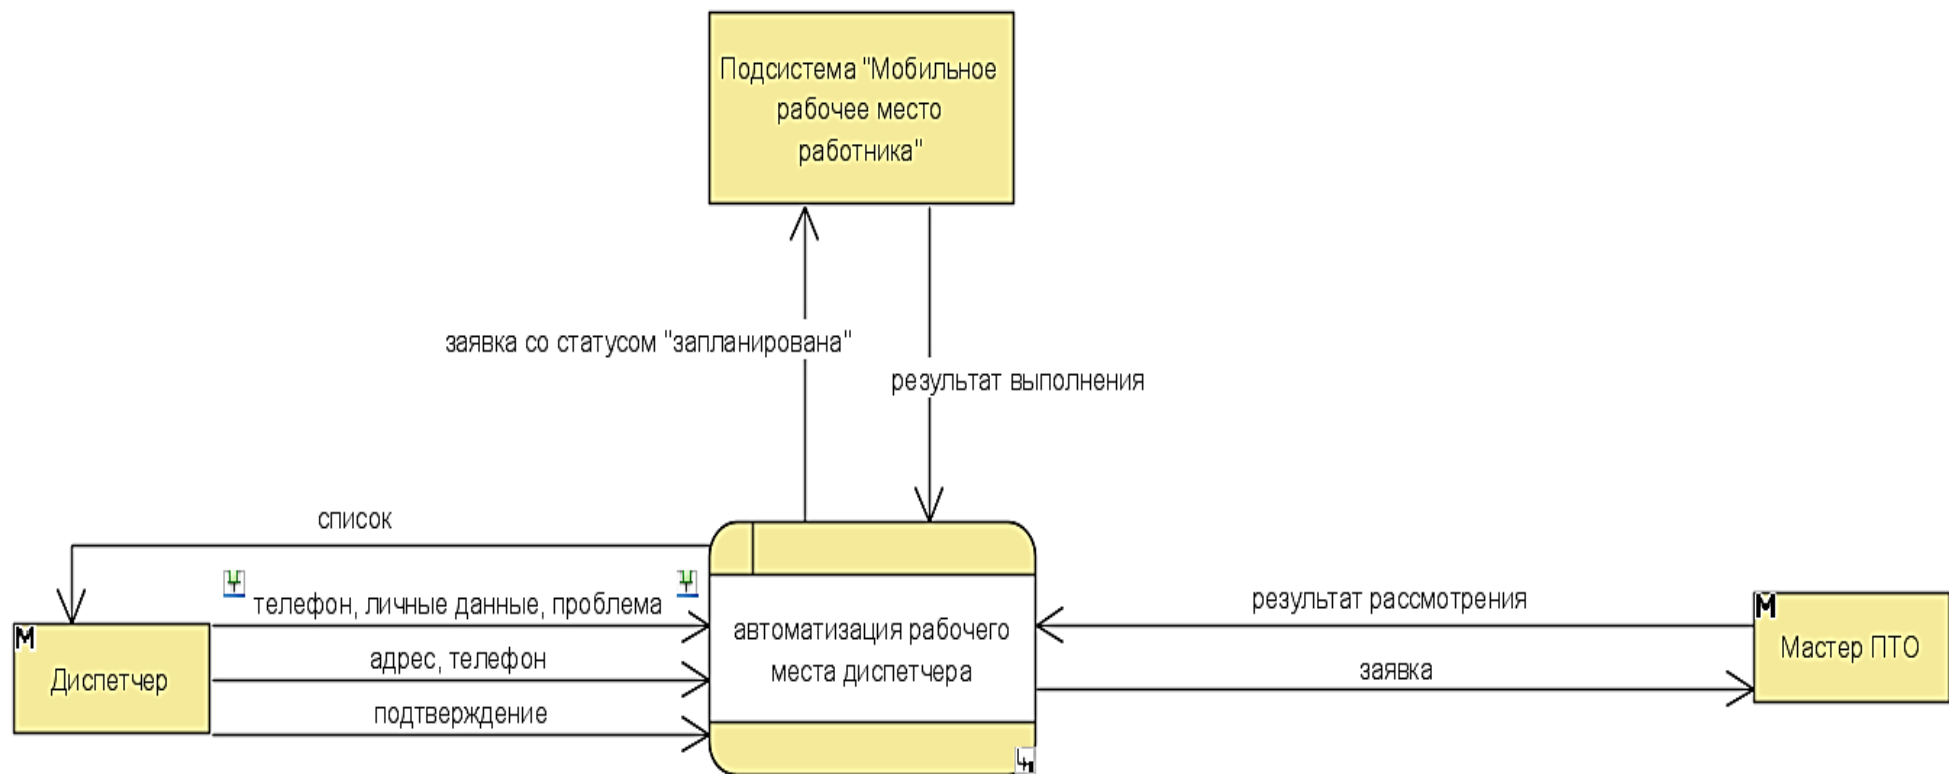 Подсистема "Мобильное
рабочее место
работника"
заявка со статусом "запланирована"
результат выполнения
список
телефон, личные данные, проблема
адрес, телефон
подтверждение
M
Диспетчер
автоматизация рабочего
места диспетчера
результат рассмотрения
заявка
M
Мастер ПТО